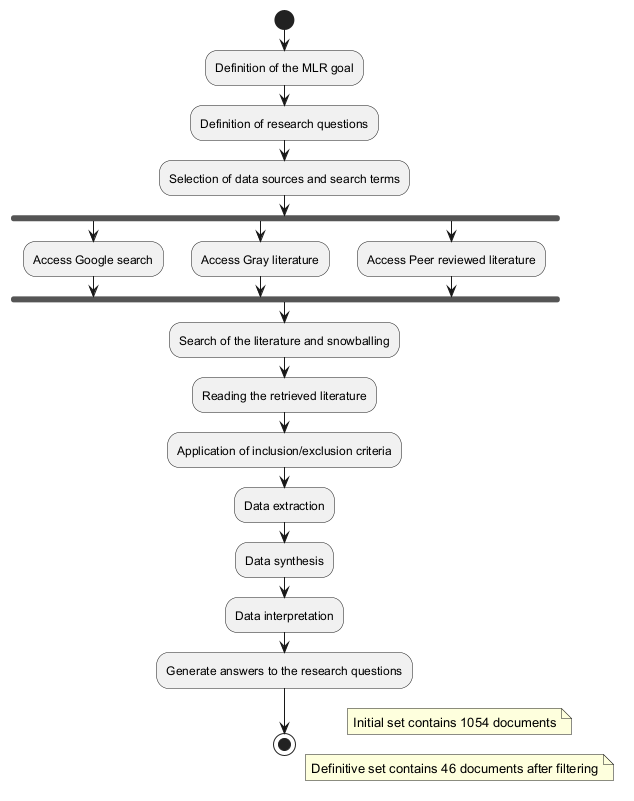 Definition of the MLR goal
Definition of research questions
Selection of data sources and search terms
Access Google search
Access Gray literature
Access Peer reviewed literature
Search of the literature and snowballing
Reading the retrieved literature
Application of inclusion/exclusion criteria
Data extraction
Data synthesis
Data interpretation
Generate answers to the research questions
Initial set contains 1054 documents
Definitive set contains 46 documents after filtering